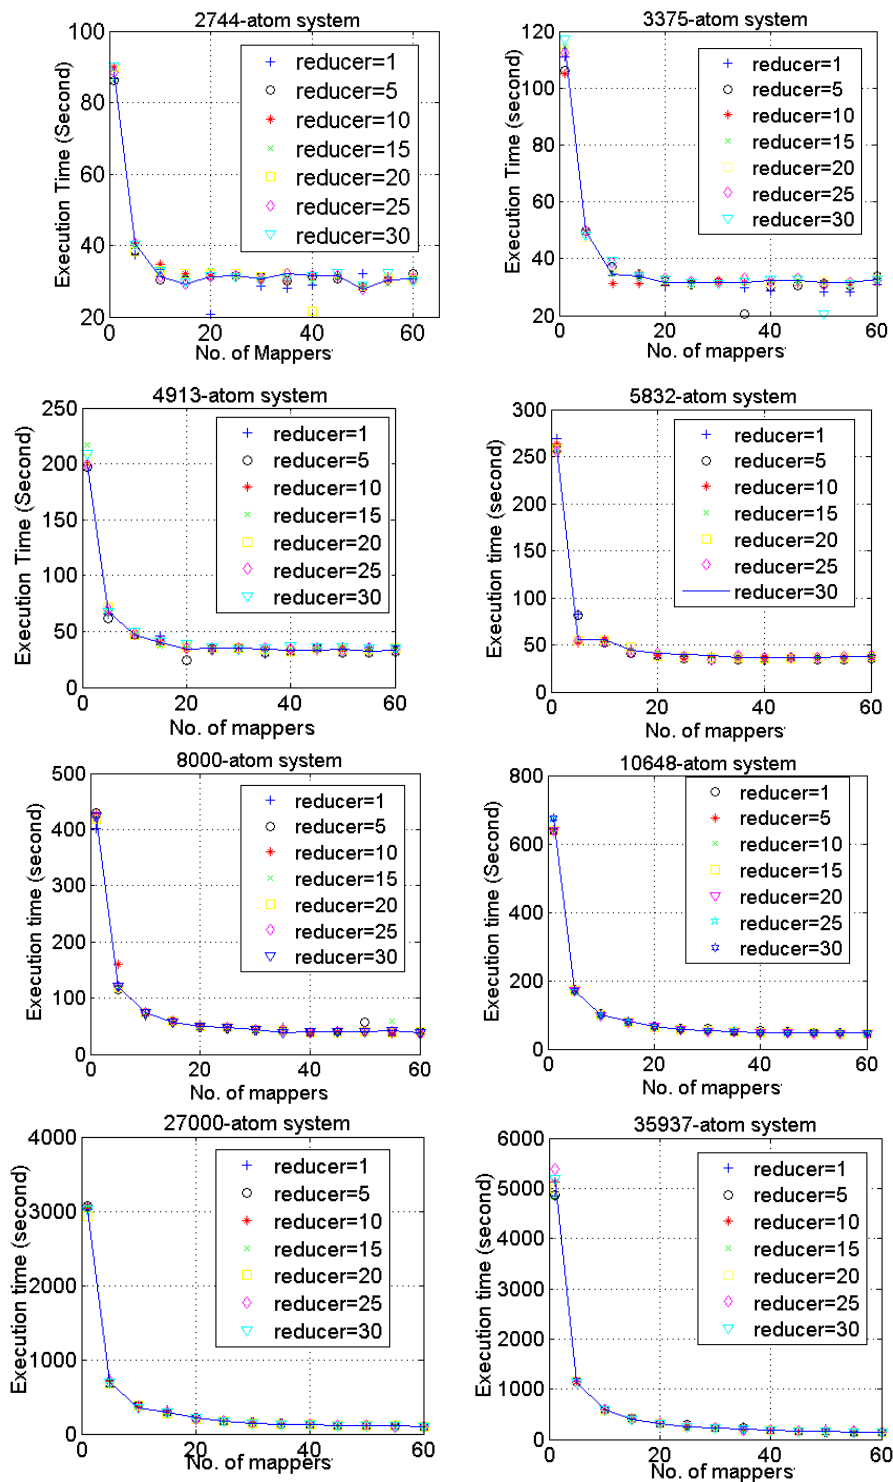 2744-atom system
Execution Time (Second)
100
80
60
40
20
0
20
40
60
No. of Mappers
reducer=1
reducer=5
reducer=10
reducer=15
reducer=20
reducer=25
reducer=30
3375-atom system
Execution Time (second)
120
100
80
60
40
20
0
20
40
60
No. of mappers
reducer=1
reducer=5
reducer=10
reducer=15
reducer=20
reducer=25
reducer=30
4913-atom system
Execution Time (Second)
250
200
150
100
50
0
0
20
40
60
No. of mappers
reducer=1
reducer=5
reducer=10
reducer=15
reducer=20
reducer=25
reducer=30
5832-atom system
Execution time (second)
300
250
200
150
100
50
0
0
20
40
60
No. of mappers
reducer=1
reducer=5
reducer=10
reducer=15
reducer=20
reducer=25
reducer=30
8000-atom system
Execution time (second)
500
400
300
200
100
0
0
20
40
60
No. of mappers
reducer=1
reducer=5
reducer=10
reducer=15
reducer=20
reducer=25
reducer=30
10648-atom system
Execution time (Second)
800
600
400
200
0
0
20
40
60
No. of mappers
reducer=1
reducer=5
reducer=10
reducer=15
reducer=20
reducer=25
reducer=30
27000-atom system
Execution time (second)
4000
3000
2000
1000
0
0
20
40
60
No. of mappers
reducer=1
reducer=5
reducer=10
reducer=15
reducer=20
reducer=25
reducer=30
35937-atom system
Execution time (second)
6000
5000
4000
3000
2000
1000
0
0
20
40
60
No. of mappers
reducer=1
reducer=5
reducer=10
reducer=15
reducer=20
reducer=25
reducer=30